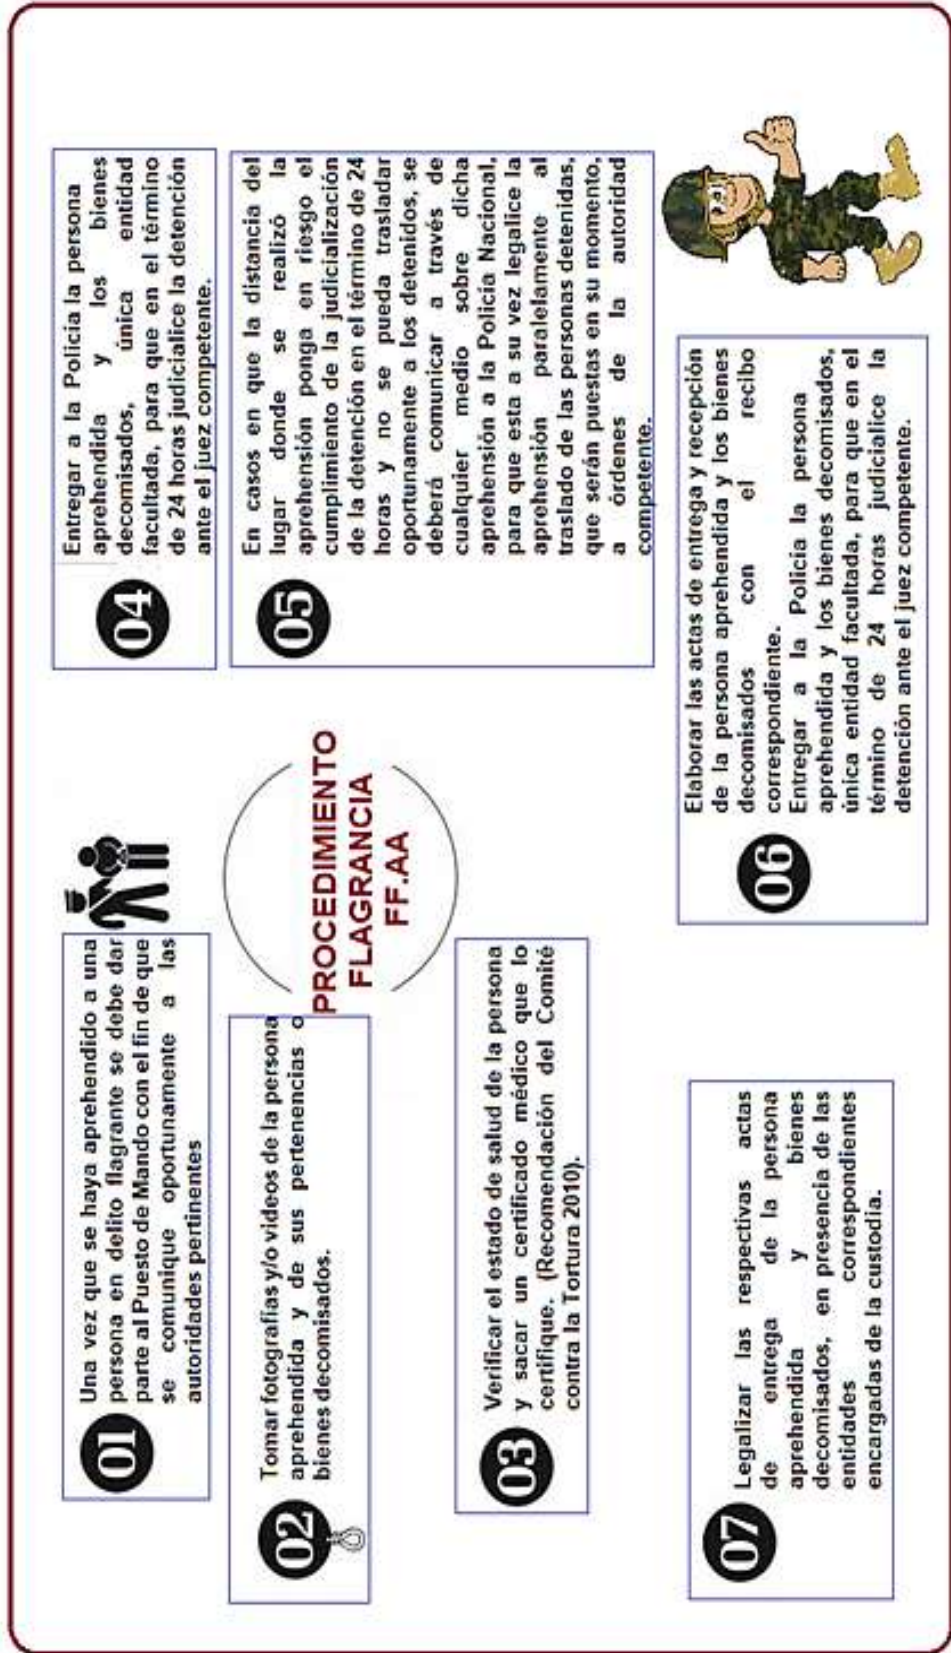 01
Una vez que se haya aprehendido a una
persona en delito flagrante se debe dar
parte al Puesto de Mando con el fin de que
se comunique oportunamente a las
autoridades pertinentes
02
Tomar fotografías y/o videos de la persona
aprehendida y de sus pertenencias o
bienes decomisados.
03
Verificar el estado de salud de la persona
y sacar un certificado médico que lo
certifique. (Recomendación del Comité
contra la Tortura 2010).
PROCEDIMIENTO
FLAGRANCIA
FF.AA
04
Entregar a la Policía la persona
aprehendida y los bienes
decomisados, única entidad
facultada, para que en el término
de 24 horas judicialice la detención
ante el juez competente.
05
En casos en que la distancia del
lugar donde se realizó la
aprehensión ponga en riesgo el
cumplimiento de la judicialización
de la detención en el término de 24
horas y no se pueda trasladar
oportunamente a los detenidos, se
deberá comunicar a través de
cualquier medio sobre dicha
aprehensión a la Policía Nacional,
para que esta a su vez legalice la
aprehensión paralelamente al
traslado de las personas detenidas,
que serán puestas en su momento,
a órdenes de la autoridad
competente.
06
Elaborar las actas de entrega y recepción
de la persona aprehendida y los bienes
decomisados con el recibo
correspondiente.
Entregar a la Policía la persona
aprehendida y los bienes decomisados,
única entidad facultada, para que en el
término de 24 horas judicialice la
detención ante el juez competente.
07
Legalizar las respectivas actas
de entrega de la persona
aprehendida y bienes
decomisados, en presencia de las
entidades correspondientes
encargadas de la custodia.